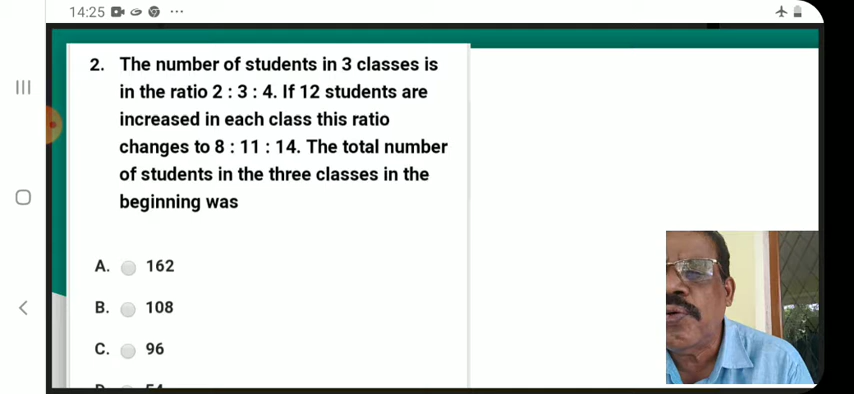 14:25
2. The number of students in 3 classes is
in the ratio 2 : 3 : 4. If 12 students are
increased in each class this ratio
changes to 8 : 11 : 14. The total number
of students in the three classes in the
beginning was
A. 162
B. 108
C. 96